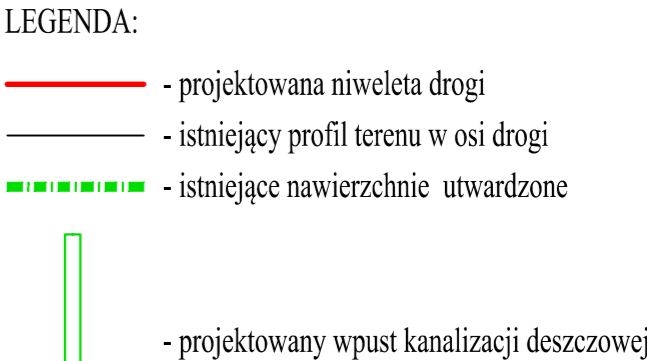 LEGENDA:
- projektowana niweleta drogi
- istniejący profil terenu w osi drogi
- istniejące nawierzchnie utwardzone
- projektowany wpust kanalizacji deszczowej